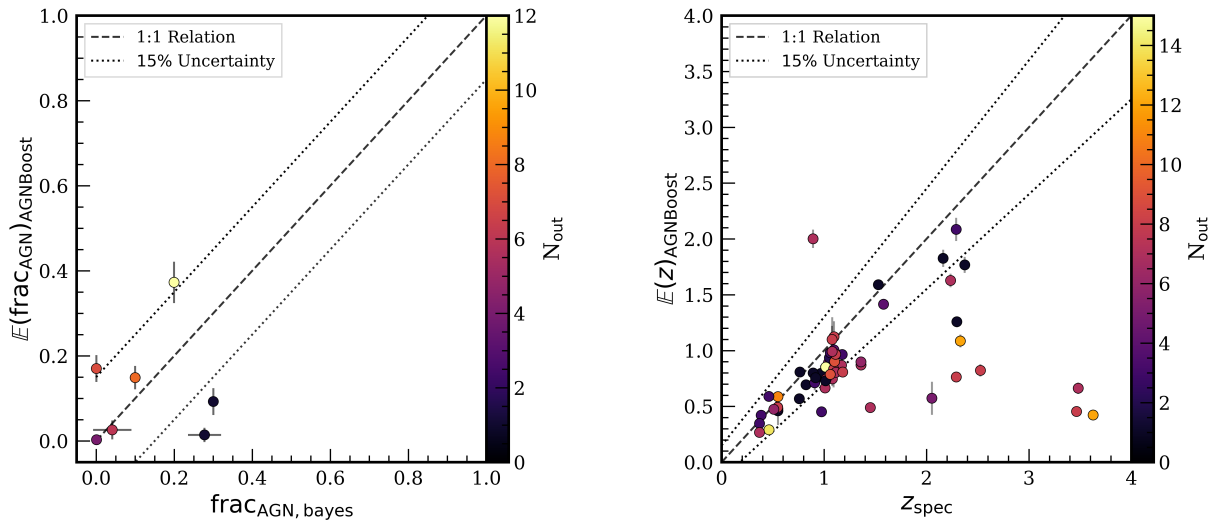 1:1 Relation
15% Uncertainty
1.0
0.8
0.6
0.4
0.2
0.0
𝔼(frac_AGN)_AGNBoost
0.0 0.2 0.4 0.6 0.8 1.0
frac_AGN, bayes
12
10
8
6
4
2
0
N_out
1:1 Relation
15% Uncertainty
4.0
3.5
3.0
2.5
2.0
1.5
1.0
0.5
0.0
𝔼(z)_AGNBoost
0 1 2 3 4
z_spec
14
12
10
8
6
4
2
0
N_out